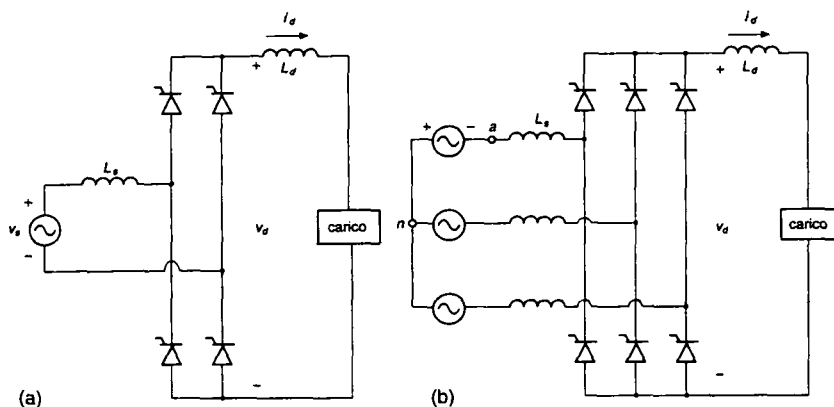 i_d
+
L_d
L_s
+
v_s
−
v_d
carico
−
(a)
i_d
+
L_d
+
−
a
L_s
n
v_d
carico
−
(b)